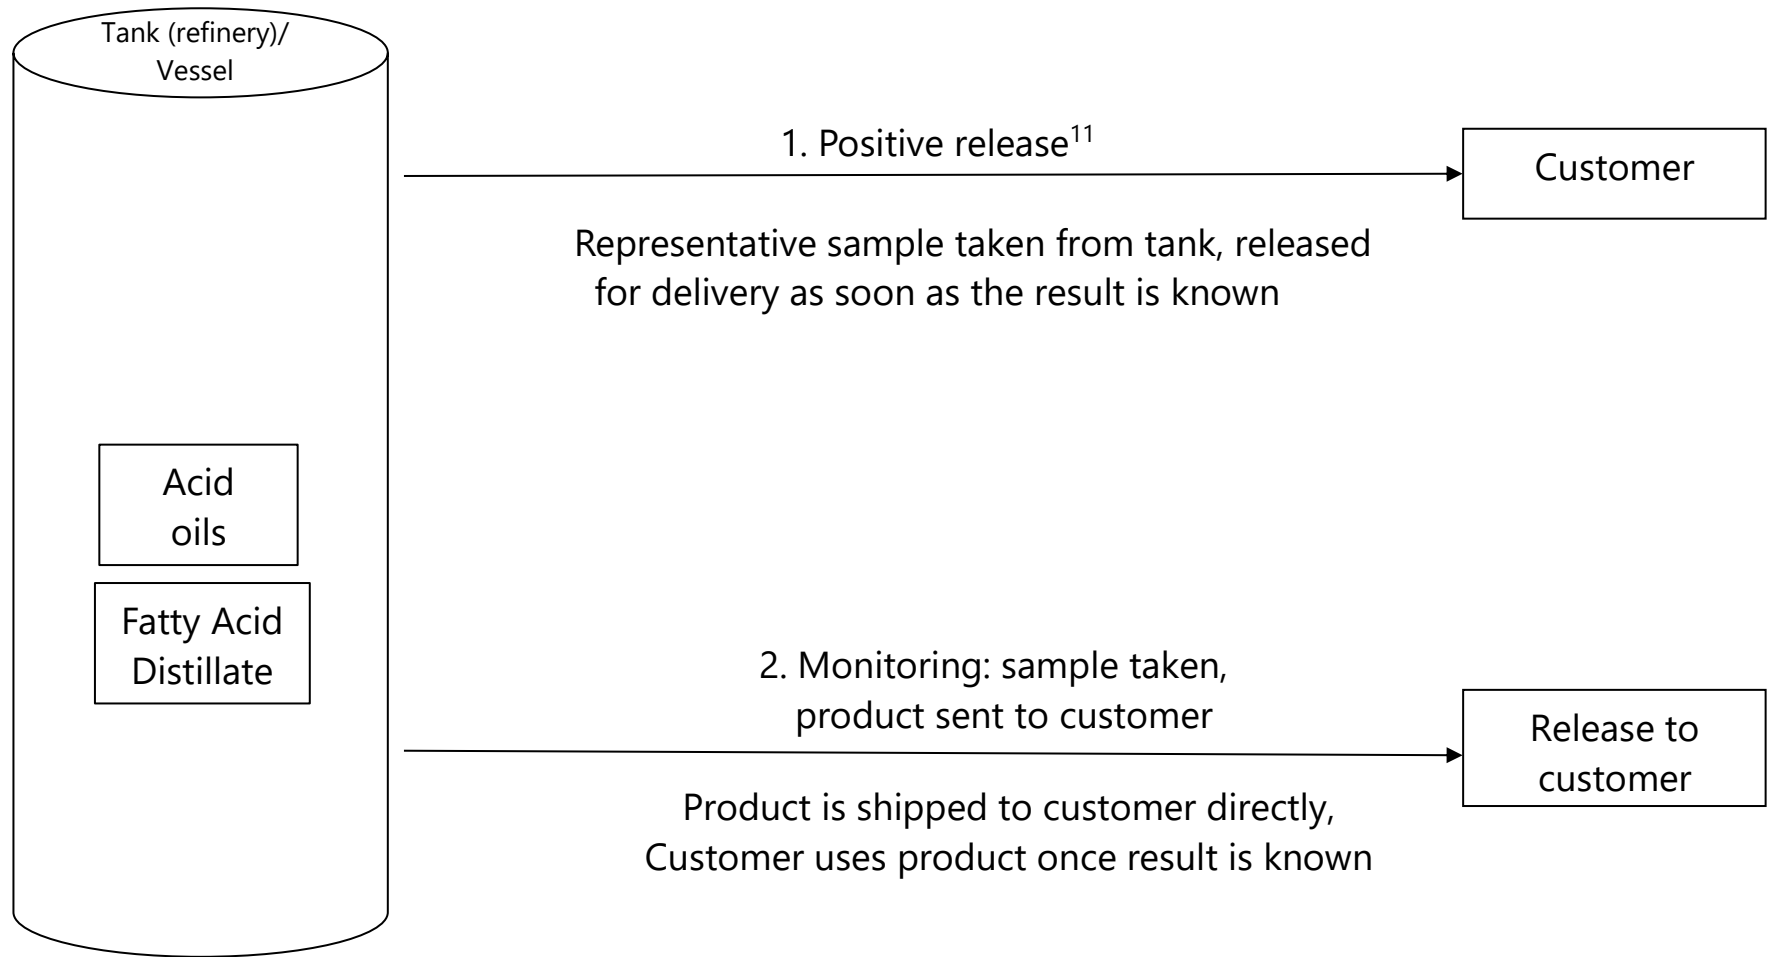 Tank (refinery)/
Vessel
1. Positive release¹¹
Customer
Representative sample taken from tank, released
for delivery as soon as the result is known
Acid
oils
Fatty Acid
Distillate
2. Monitoring: sample taken,
product sent to customer
Release to
customer
Product is shipped to customer directly,
Customer uses product once result is known